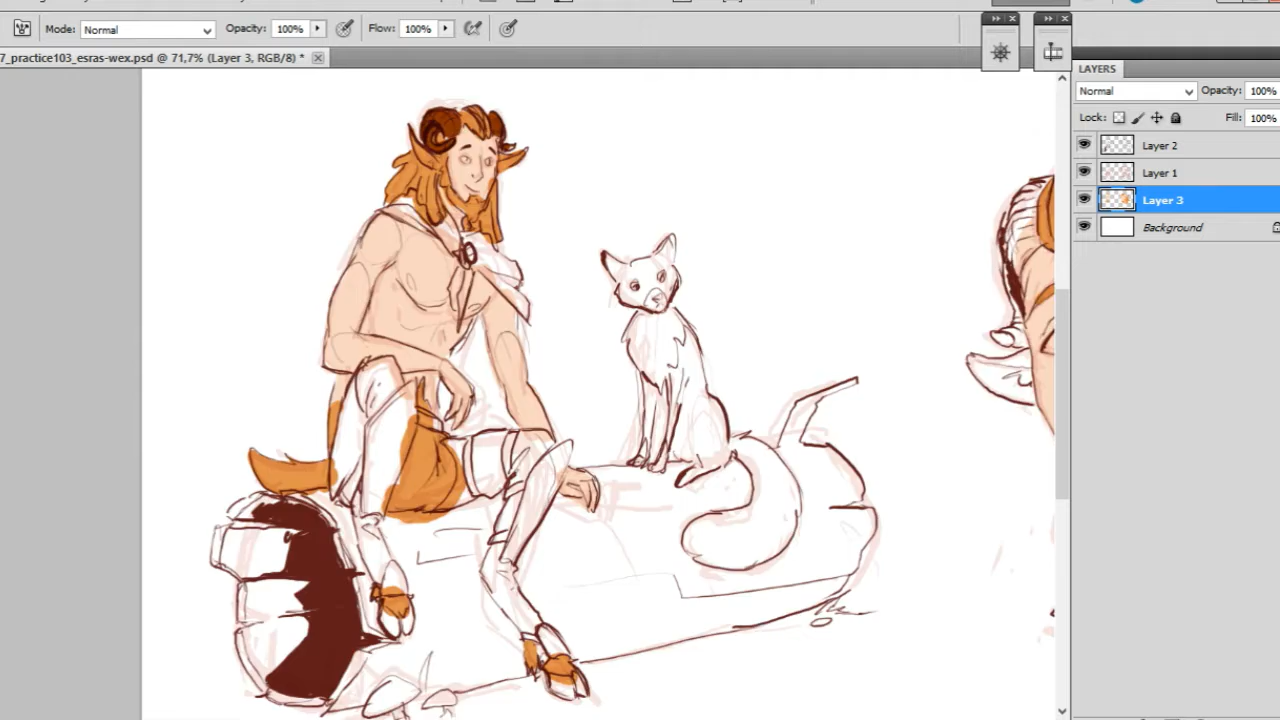 Mode: Normal Opacity: 100% Flow: 100%
7_practice103_esras-wex.psd @ 71,7% (Layer 3, RGB/8) *
LAYERS
Normal Opacity: 100%
Lock: Fill: 100%
Layer 2
Layer 1
Layer 3
Background